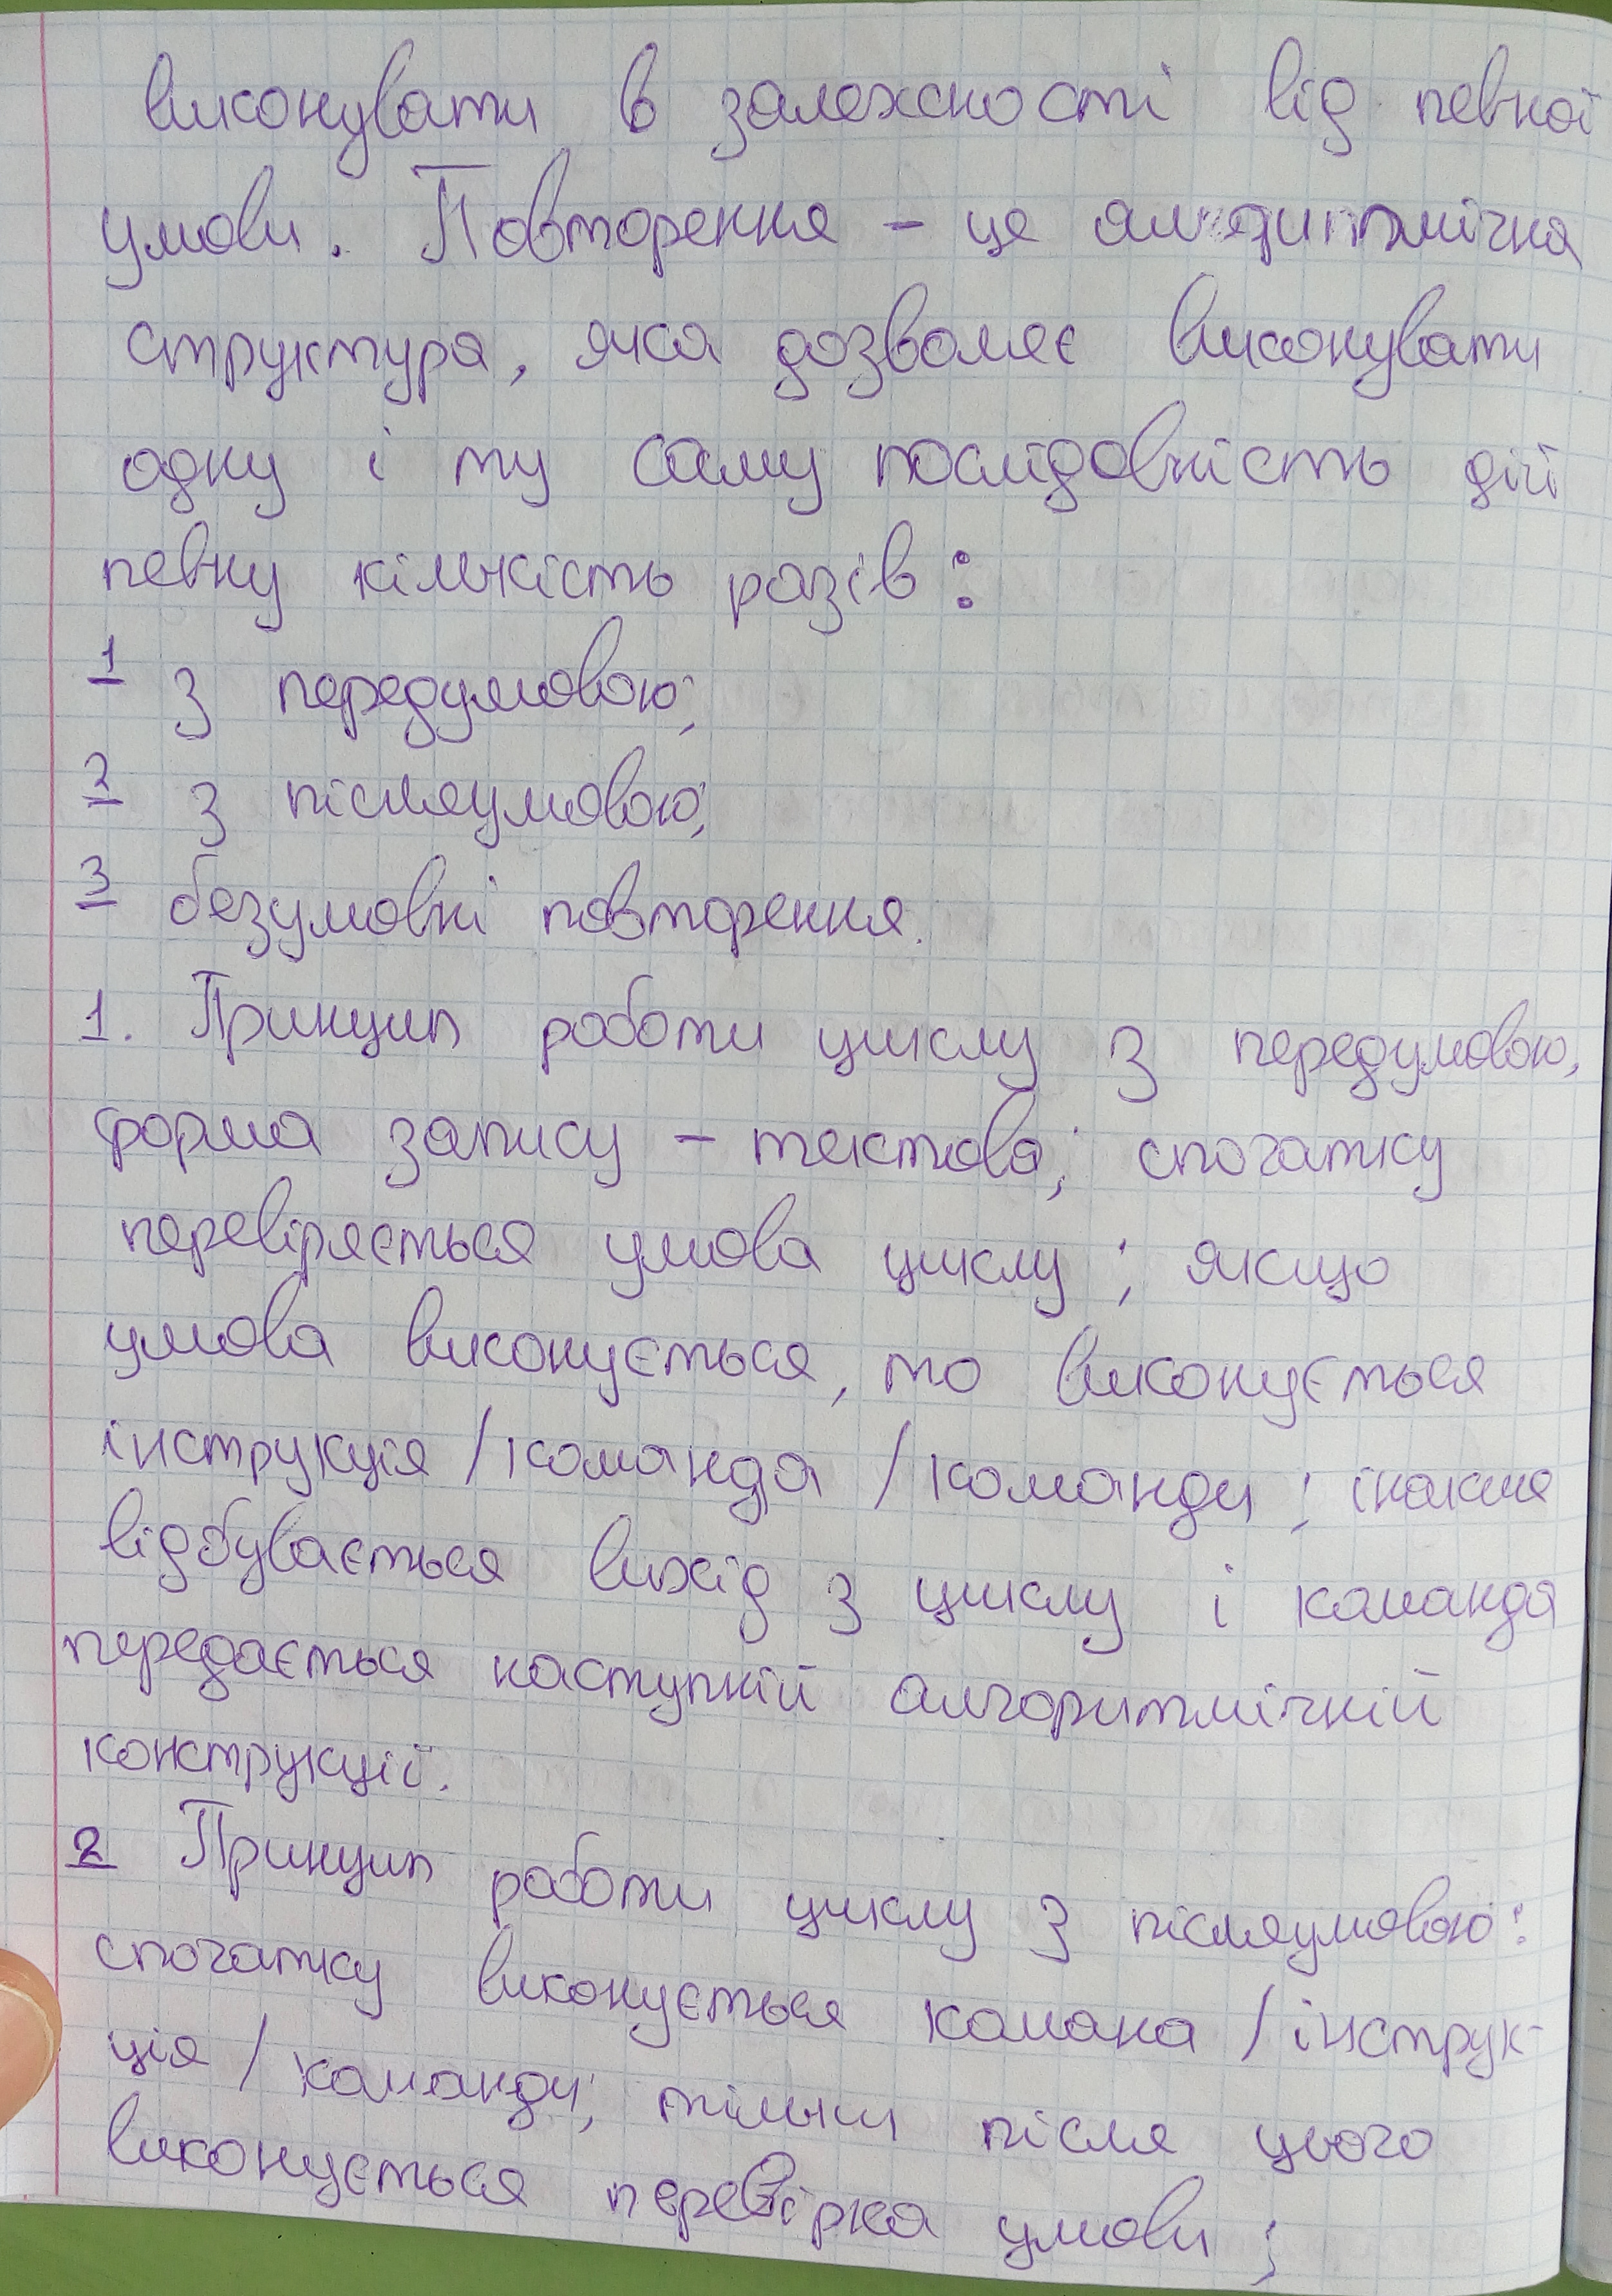 виконувати в залежності від певної
умови. Повторення – це алгоритмічна
структура, яка дозволяє виконувати
одну і ту саму послідовність дій
певну кількість разів:
1 з передумовою;
2 з післяумовою;
3 безумовні повторення.
1. Принцип роботи циклу з передумовою,
форма запису – текстова; спочатку
перевіряється умова циклу; якщо
умова виконується, то виконується
інструкція / команда / команди; інакше
відбувається вихід з циклу і команда
передається наступній алгоритмічній
конструкції.
2 Принцип роботи циклу з післяумовою:
спочатку виконується комана / інструк-
ція / команди; тільки після цього
виконується перевірка умови;